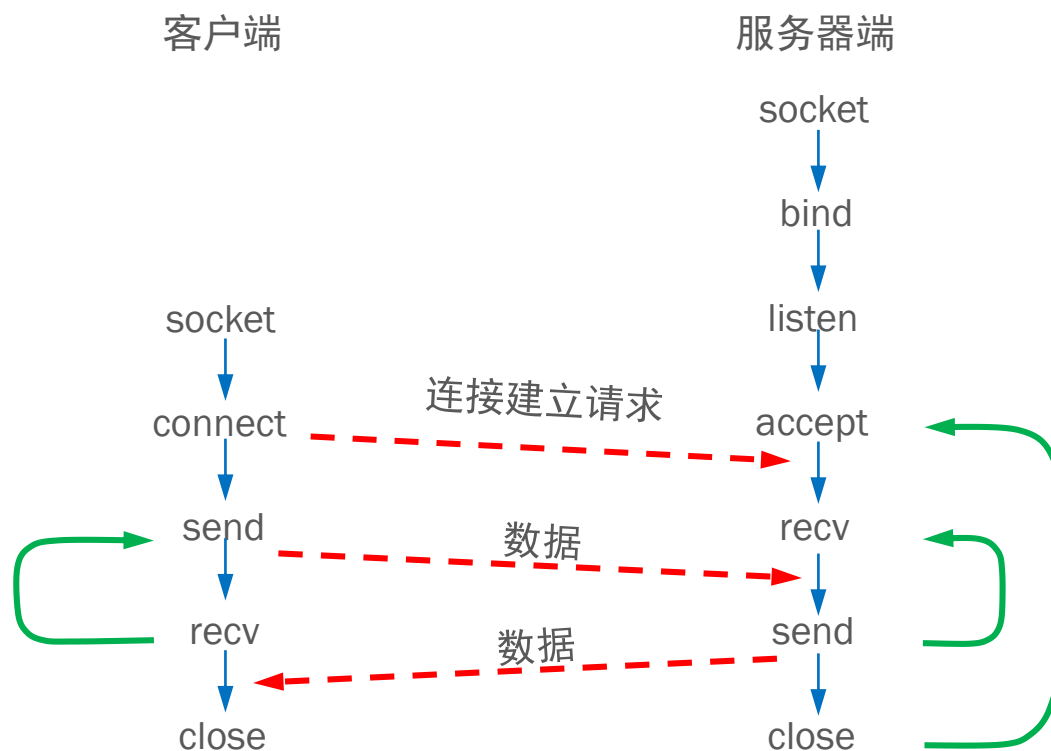 客户端
服务器端
socket
bind
socket
listen
connect
连接建立请求
accept
send
数据
recv
recv
数据
send
close
close